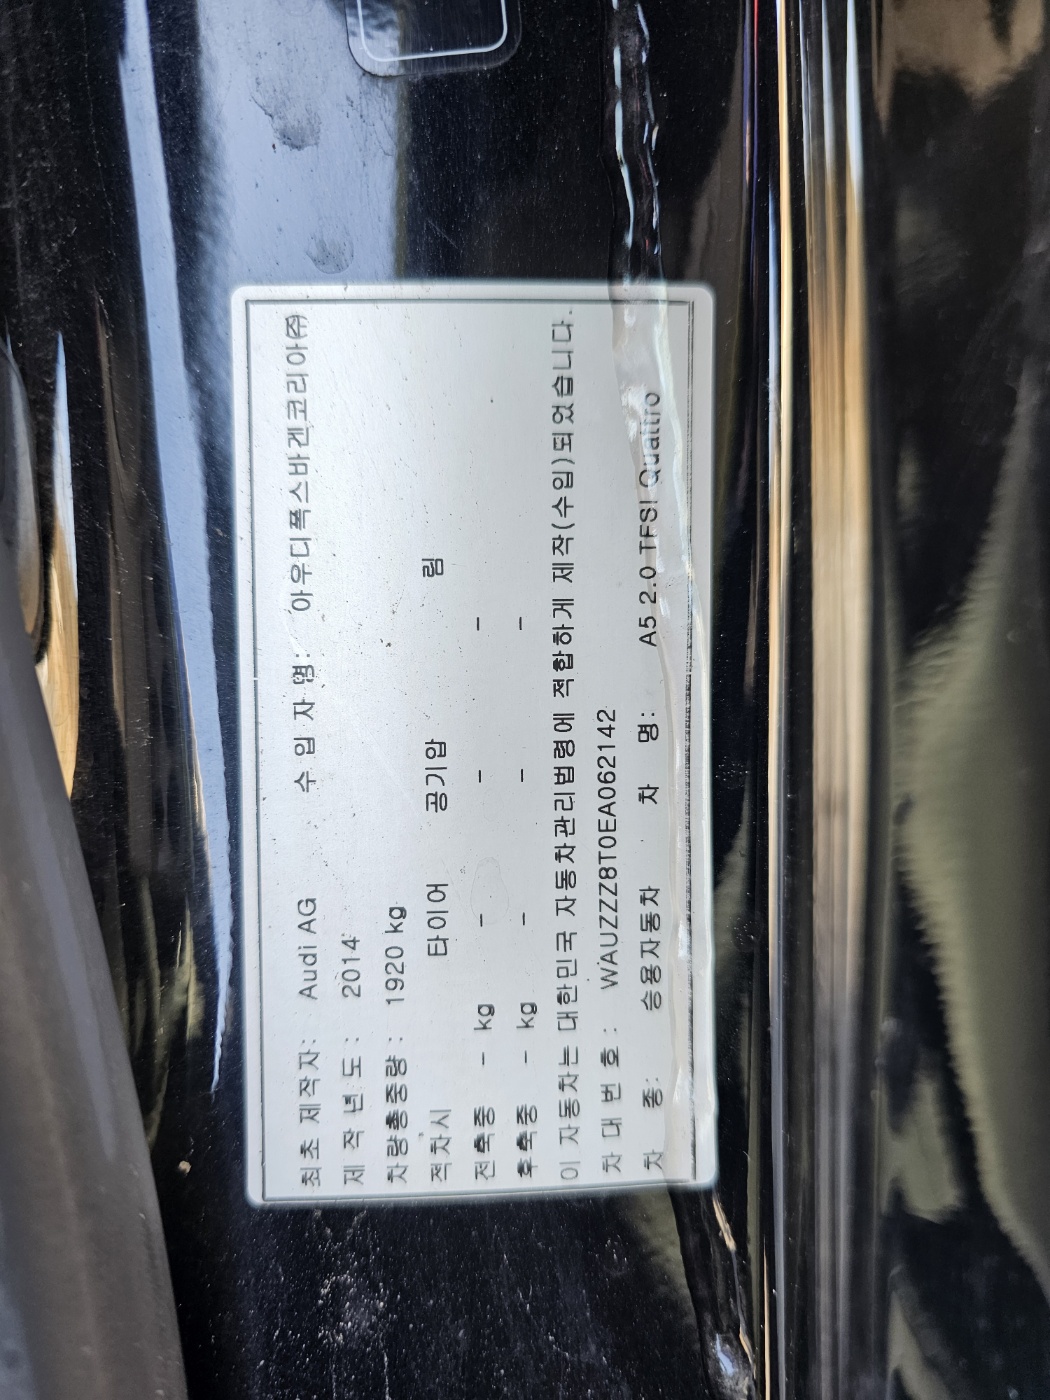 최초 제작자: Audi AG 수 입 자 명: 아우디폭스바겐코리아㈜
제 작 년 도 : 2014
차량총중량 : 1920 kg
적차시 타이어 공기압 림
전축중 - kg - - -
후축중 - kg - - -
이 자동차는 대한민국 자동차관리법령에 적합하게 제작(수입)되었습니다.
차 대 번 호 : WAUZZZ8T0EA062142
차 종: 승용자동차 차 명: A5 2.0 TFSI Quattro